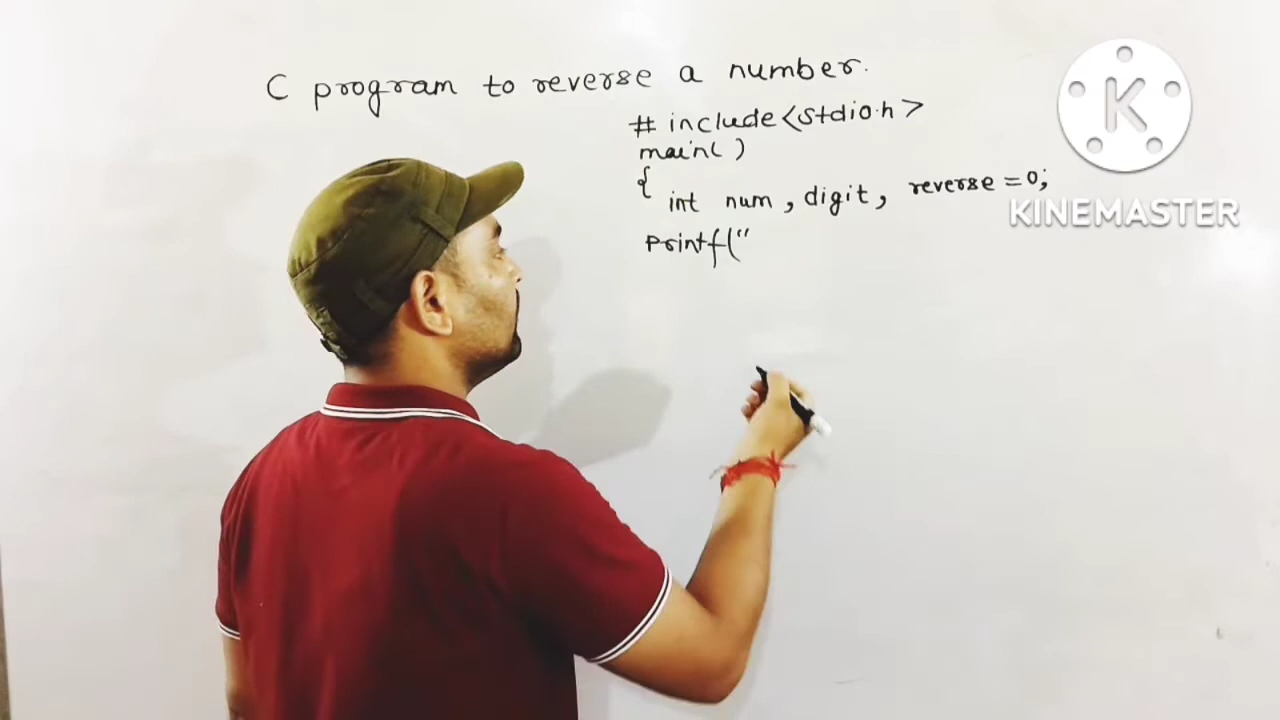 C program to reverse a number.
# include<stdio.h>
main( )
{
int num, digit, reverse = 0;
printf("
K
KINEMASTER